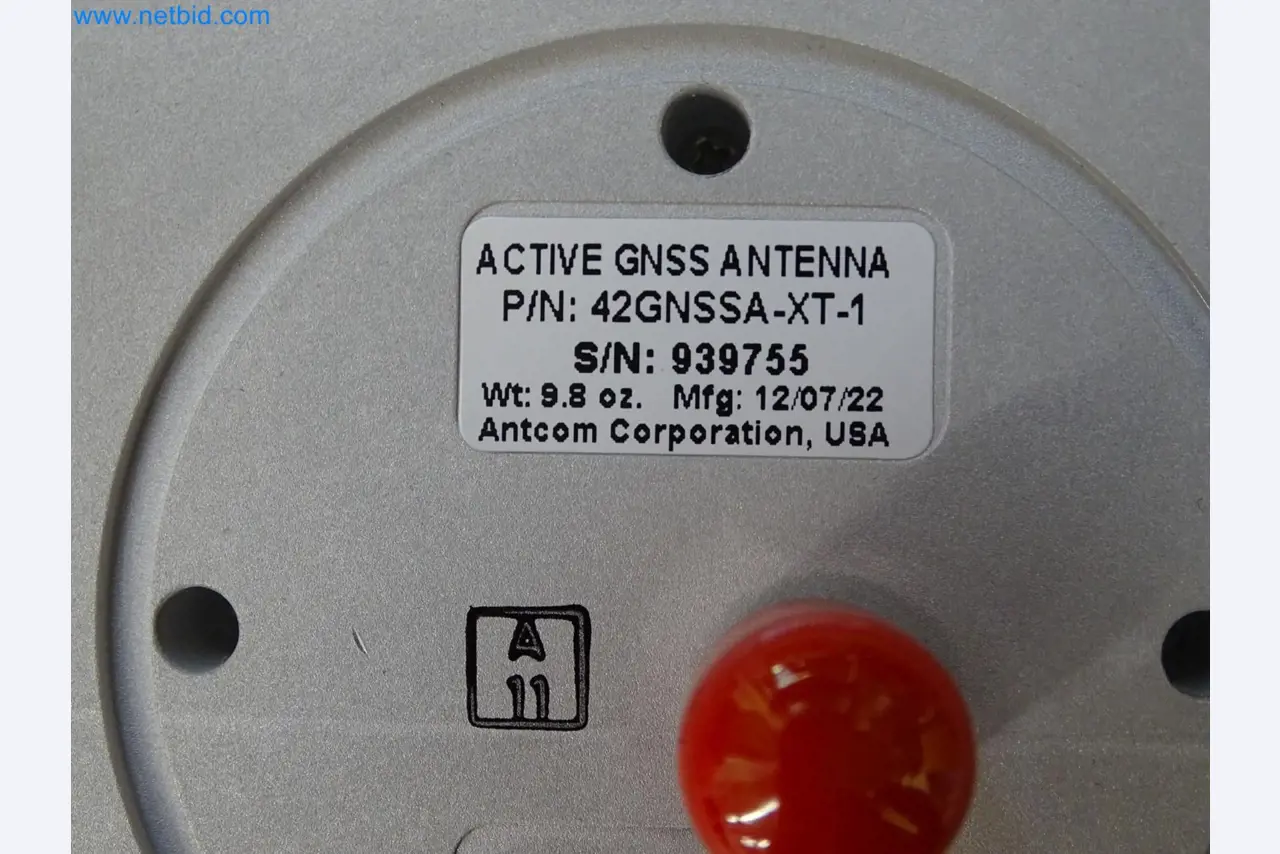 www.netbid.com
ACTIVE GNSS ANTENNA
P/N: 42GNSSA-XT-1
S/N: 939755
Wt: 9.8 oz. Mfg: 12/07/22
Antcom Corporation, USA
A
11